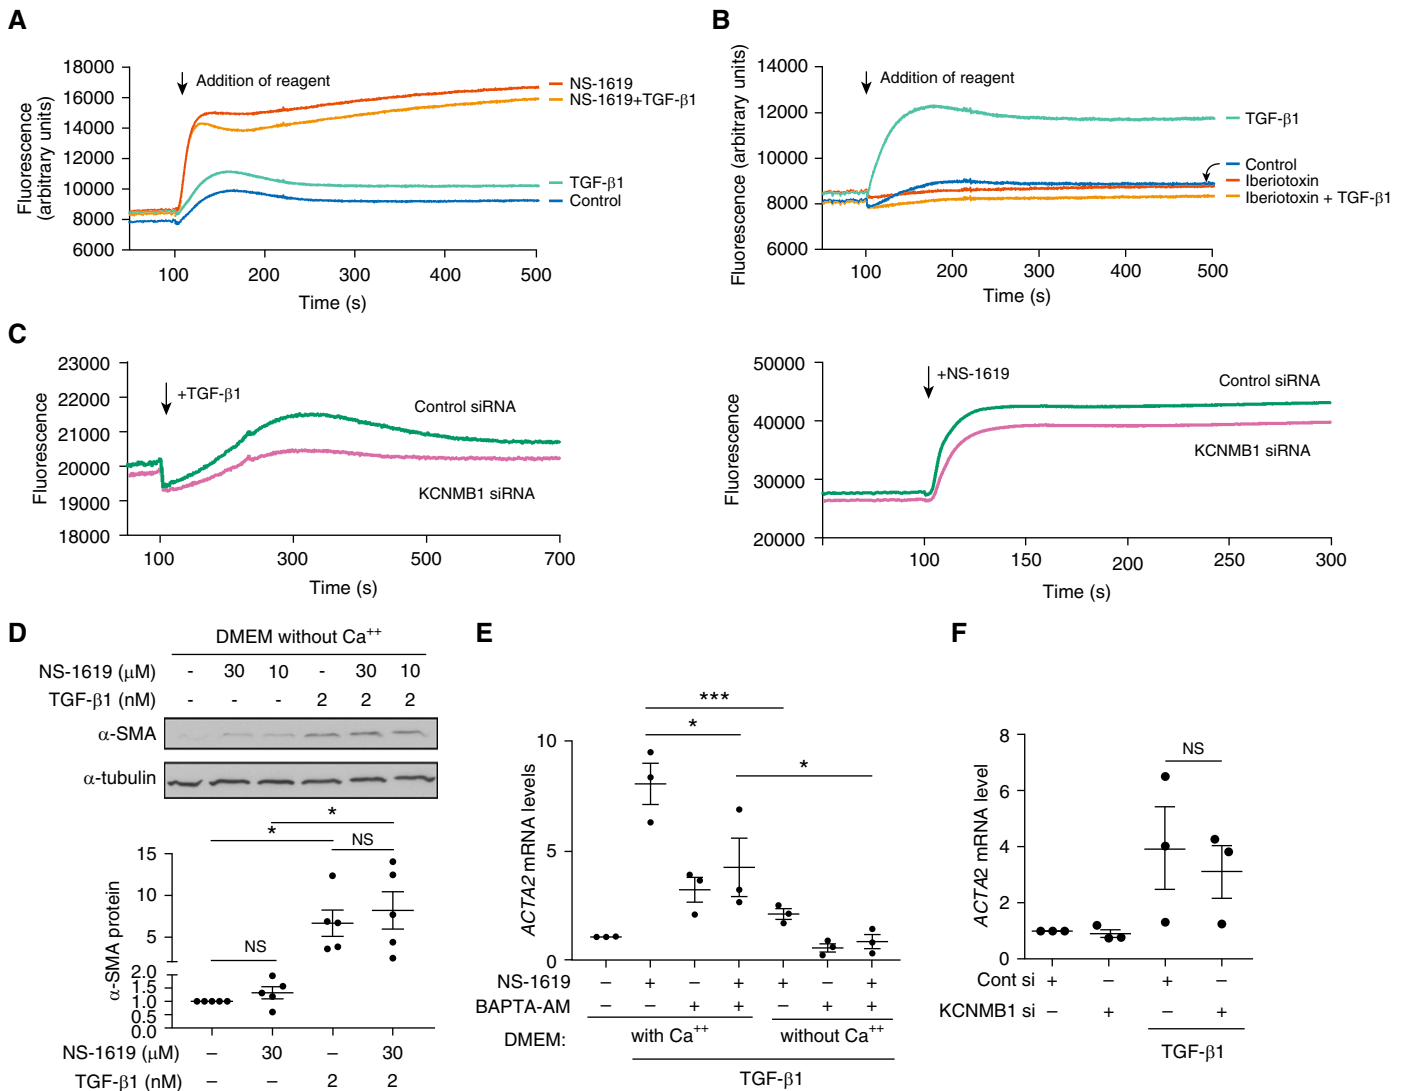 A
Fluorescence
(arbitrary units)
18000
16000
14000
12000
10000
8000
6000
Addition of reagent
NS-1619
NS-1619+TGF-β1
TGF-β1
Control
100
200
300
400
500
Time (s)
B
Fluorescence (arbitrary units)
14000
12000
10000
8000
6000
Addition of reagent
TGF-β1
Control
Iberiotoxin
Iberiotoxin + TGF-β1
100
200
300
400
500
Time (s)
C
Fluorescence
23000
22000
21000
20000
19000
18000
+TGF-β1
Control siRNA
KCNMB1 siRNA
100
300
500
700
Time (s)
Fluorescence
50000
40000
30000
20000
+NS-1619
Control siRNA
KCNMB1 siRNA
100
150
200
250
300
Time (s)
D
DMEM without Ca++
NS-1619 (μM) - 30 10 - 30 10
TGF-β1 (nM) - - - 2 2 2
α-SMA
α-tubulin
α-SMA protein
15
10
5
2.0
1.5
1.0
0.5
0.0
*
*
NS
NS
NS-1619 (μM) – 30 – 30
TGF-β1 (nM) – – 2 2
E
ACTA2 mRNA levels
10
5
0
***
*
*
NS-1619 – + – + + – +
BAPTA-AM – – + + – + +
DMEM: with Ca++ without Ca++
TGF-β1
F
ACTA2 mRNA level
8
6
4
2
0
NS
Cont si + – + –
KCNMB1 si – + – +
TGF-β1